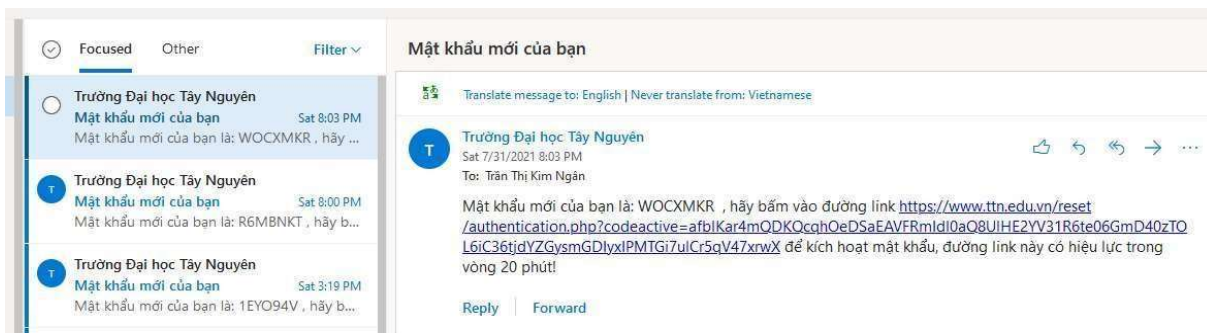 Focused Other Filter
Trường Đại học Tây Nguyên
Mật khẩu mới của bạn Sat 8:03 PM
Mật khẩu mới của bạn là: WOCXMKR , hãy ...
T
Trường Đại học Tây Nguyên
Mật khẩu mới của bạn Sat 8:00 PM
Mật khẩu mới của bạn là: R6MBNKT , hãy b...
T
Trường Đại học Tây Nguyên
Mật khẩu mới của bạn Sat 3:19 PM
Mật khẩu mới của bạn là: 1EYO94V , hãy b...
Mật khẩu mới của bạn
Translate message to: English | Never translate from: Vietnamese
T
Trường Đại học Tây Nguyên
Sat 7/31/2021 8:03 PM
To: Trần Thị Kim Ngân
Mật khẩu mới của bạn là: WOCXMKR , hãy bấm vào đường link https://www.ttn.edu.vn/reset
/authentication.php?codeactive=
để kích hoạt mật khẩu, đường link này có hiệu lực trong
vòng 20 phút!
Reply Forward